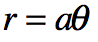 r = aθ